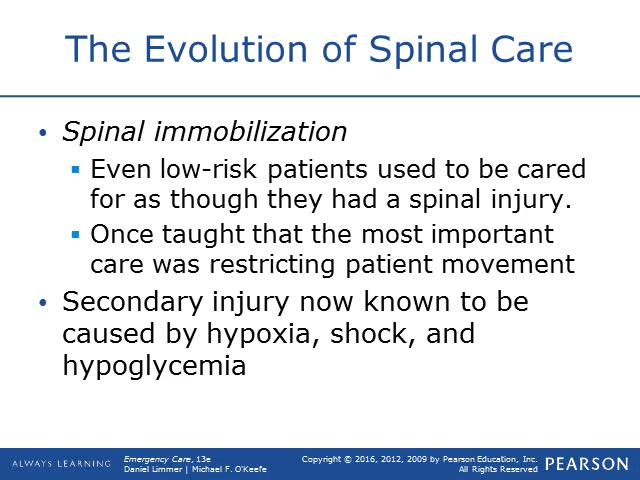 The Evolution of Spinal Care
• Spinal immobilization
▪ Even low-risk patients used to be cared
for as though they had a spinal injury.
▪ Once taught that the most important
care was restricting patient movement
• Secondary injury now known to be
caused by hypoxia, shock, and
hypoglycemia
ALWAYS LEARNING
Emergency Care, 13e
Daniel Limmer | Michael F. O'Keefe
Copyright © 2016, 2012, 2009 by Pearson Education, Inc.
All Rights Reserved
PEARSON